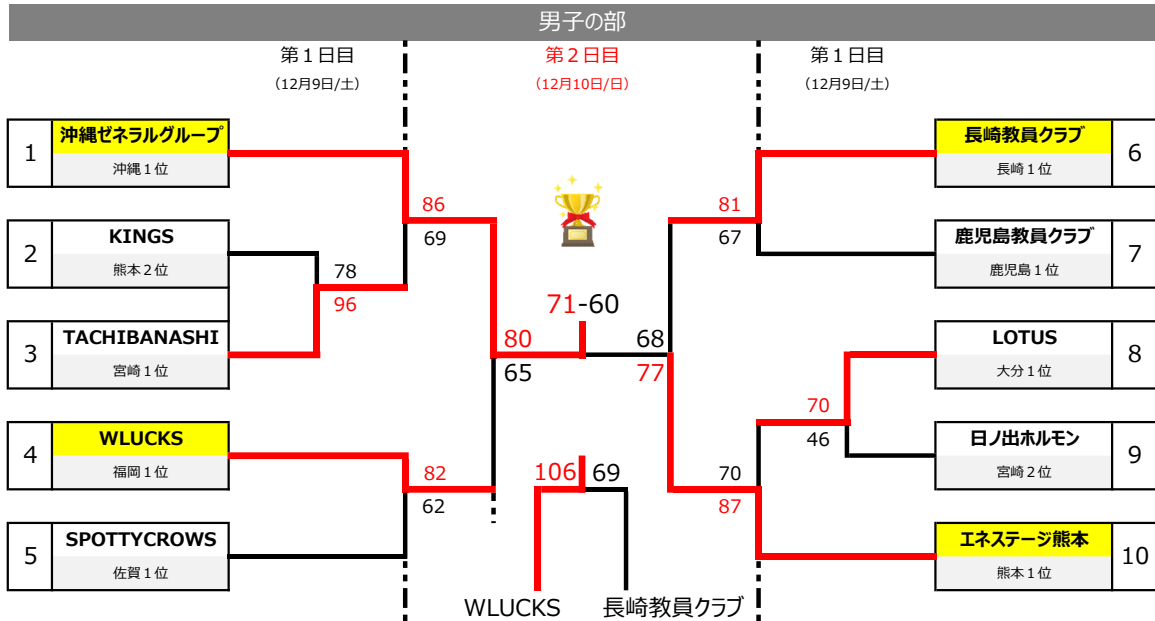 男子の部
第１日目
(12月9日/土)
第２日目
(12月10日/日)
第１日目
(12月9日/土)
1
沖縄ゼネラルグループ
沖縄１位
2
KINGS
熊本２位
3
TACHIBANASHI
宮崎１位
4
WLUCKS
福岡１位
5
SPOTTYCROWS
佐賀１位
78
96
86
69
82
62
80
65
71-60
68
77
106
69
WLUCKS
長崎教員クラブ
81
67
70
87
70
46
長崎教員クラブ
長崎１位
6
鹿児島教員クラブ
鹿児島１位
7
LOTUS
大分１位
8
日ノ出ホルモン
宮崎２位
9
エネステージ熊本
熊本１位
10